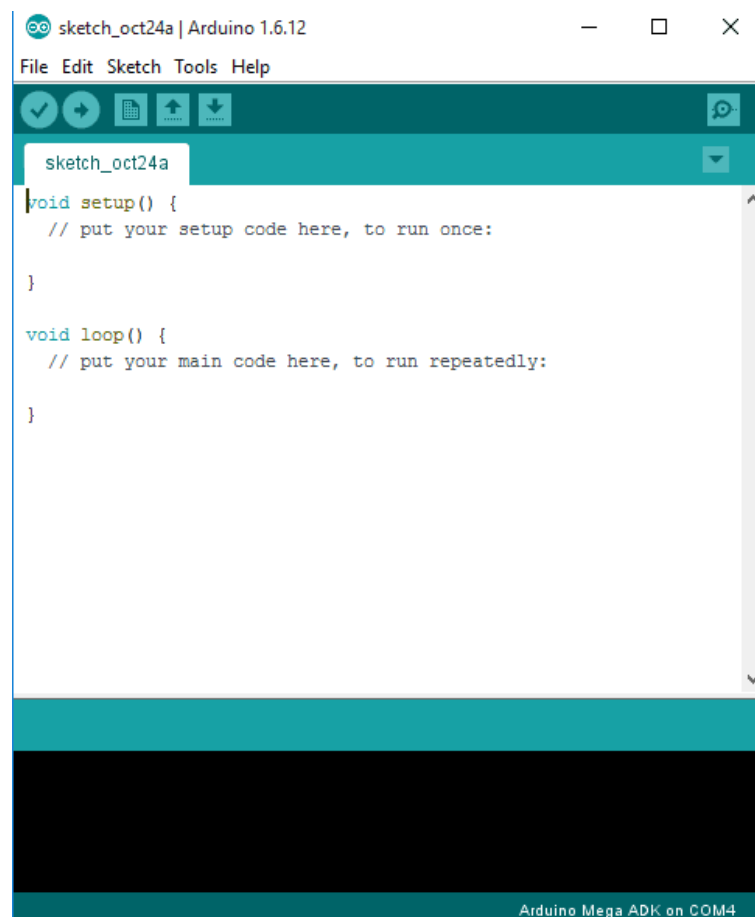 sketch_oct24a | Arduino 1.6.12
File Edit Sketch Tools Help
sketch_oct24a
void setup() {
  // put your setup code here, to run once:

}

void loop() {
  // put your main code here, to run repeatedly:

}
Arduino Mega ADK on COM4